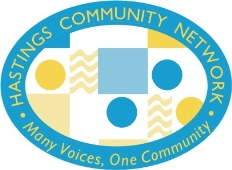 • HASTINGS COMMUNITY NETWORK •
Many Voices, One Community